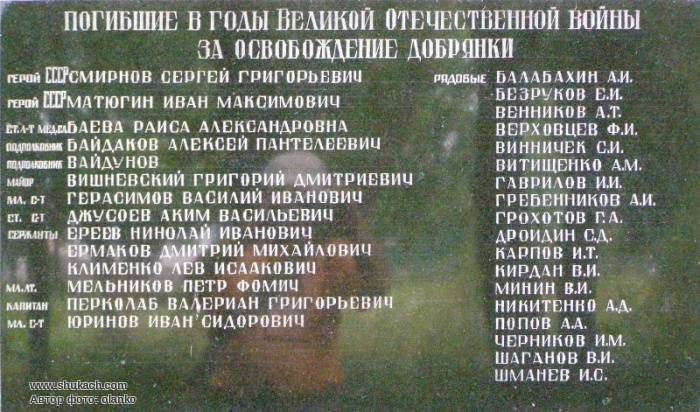 ПОГИБШИЕ В ГОДЫ ВЕЛИКОЙ ОТЕЧЕСТВЕННОЙ ВОЙНЫ
ЗА ОСВОБОЖДЕНИЕ ДОБРЯНКИ
ГЕРОЙ СССР СМИРНОВ СЕРГЕЙ ГРИГОРЬЕВИЧ
ГЕРОЙ СССР МАТЮГИН ИВАН МАКСИМОВИЧ
СТ.Л-Т МЕД.СЛ БАЕВА РАИСА АЛЕКСАНДРОВНА
ПОДПОЛКОВНИК БАЙДАКОВ АЛЕКСЕЙ ПАНТЕЛЕЕВИЧ
ПОДПОЛКОВНИК ВАЙДУНОВ
МАЙОР ВИШНЕВСКИЙ ГРИГОРИЙ ДМИТРИЕВИЧ
МЛ. С-Т ГЕРАСИМОВ ВАСИЛИЙ ИВАНОВИЧ
СТ. С-Т ДЖУСОЕВ АКИМ ВАСИЛЬЕВИЧ
СЕРЖАНТЫ ЕРЕЕВ НИНОЛАЙ ИВАНОВИЧ
ЕРМАКОВ ДМИТРИЙ МИХАЙЛОВИЧ
КЛИМЕНКО ЛЕВ ИСААКОВИЧ
МЛ.ЛТ. МЕЛЬНИКОВ ПЕТР ФОМИЧ
КАПИТАН ПЕРКОЛАБ ВАЛЕРИАН ГРИГОРЬЕВИЧ
МЛ. С-Т ЮРИНОВ ИВАН СИДОРОВИЧ
РЯДОВЫЕ БАЛАБАХИН А.И.
БЕЗРУКОВ Е.И.
ВЕННИКОВ А.Т.
ВЕРХОВЦЕВ Ф.И.
ВИННИЧЕК С.И.
ВИТИЩЕНКО А.М.
ГАВРИЛОВ И.И.
ГРЕБЕННИКОВ А.И.
ГРОХОТОВ Г.А.
ДРОИДИН С.Д.
КАРПОВ И.Т.
КИРДАН В.И.
МИНИН В.И.
НИКИТЕНКО А.Д.
ПОПОВ А.А.
ЧЕРНИКОВ И.М.
ШАГАНОВ В.И.
ШМАНЕВ И.С.
www.shukach.com
Автор фото: olanko